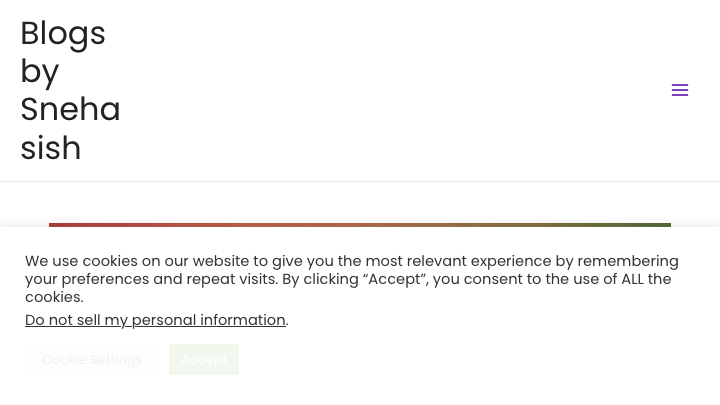 Blogs
by
Sneha
sish
We use cookies on our website to give you the most relevant experience by remembering
your preferences and repeat visits. By clicking “Accept”, you consent to the use of ALL the
cookies.
Do not sell my personal information.
Cookie Settings Accept